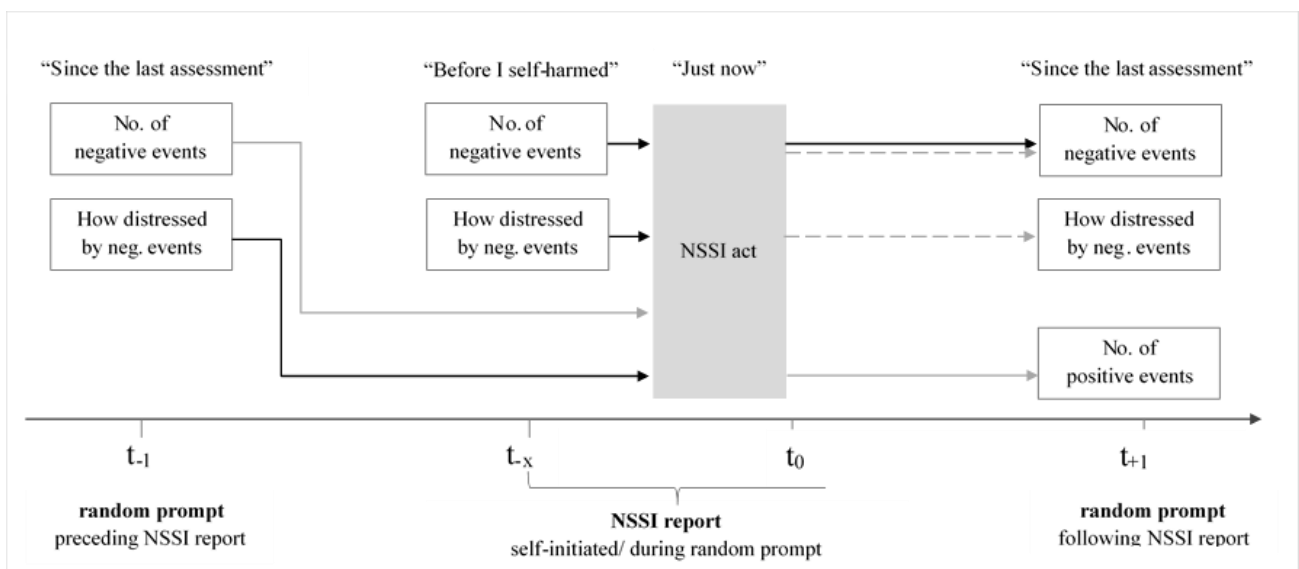 “Since the last assessment”
“Before I self-harmed”
“Just now”
“Since the last assessment”
No. of
negative events
No. of
negative events
No. of
negative events
How distressed
by neg. events
How distressed
by neg. events
NSSI act
How distressed
by neg. events
No. of
positive events
t-1
t-x
t0
t+1
random prompt
preceding NSSI report
NSSI report
self-initiated/ during random prompt
random prompt
following NSSI report